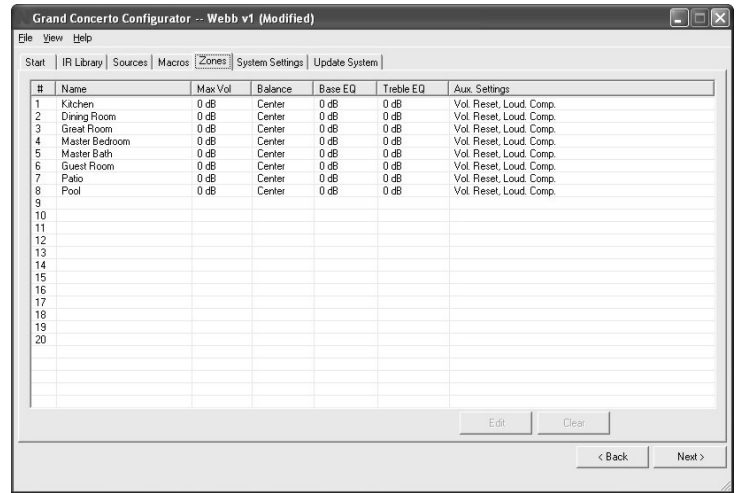 Grand Concerto Configurator -- Webb v1 (Modified)
File View Help
Start IR Library Sources Macros Zones System Settings Update System
# Name Max Vol Balance Base EQ Treble EQ Aux. Settings
1 Kitchen 0 dB Center 0 dB 0 dB Vol. Reset, Loud. Comp.
2 Dining Room 0 dB Center 0 dB 0 dB Vol. Reset, Loud. Comp.
3 Great Room 0 dB Center 0 dB 0 dB Vol. Reset, Loud. Comp.
4 Master Bedroom 0 dB Center 0 dB 0 dB Vol. Reset, Loud. Comp.
5 Master Bath 0 dB Center 0 dB 0 dB Vol. Reset, Loud. Comp.
6 Guest Room 0 dB Center 0 dB 0 dB Vol. Reset, Loud. Comp.
7 Patio 0 dB Center 0 dB 0 dB Vol. Reset, Loud. Comp.
8 Pool 0 dB Center 0 dB 0 dB Vol. Reset, Loud. Comp.
9
10
11
12
13
14
15
16
17
18
19
20
Edit Clear
< Back Next >